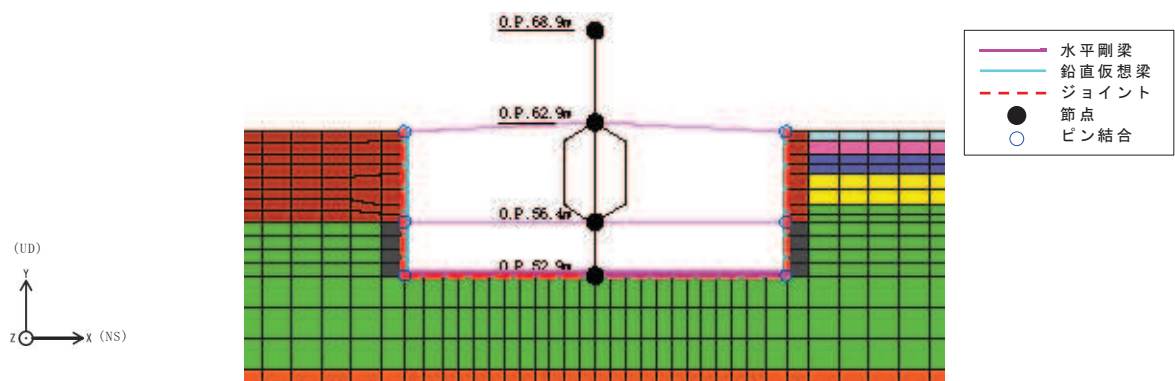 O.P.68.9m
O.P.62.9m
O.P.56.4m
O.P.52.9m
水平剛梁
鉛直仮想梁
ジョイント
節点
ピン結合
(UD)
Y
Z
X (NS)